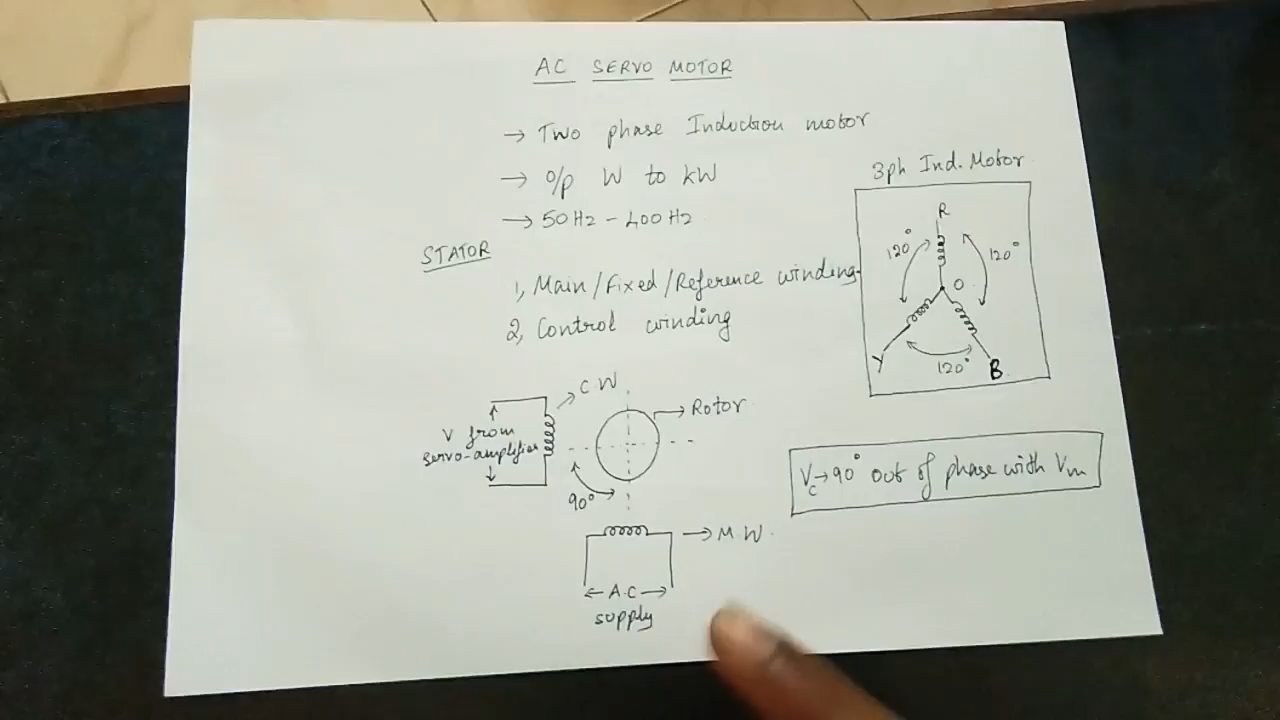 AC SERVO MOTOR
→ Two phase Induction motor
→ o/p W to kW
→ 50 Hz - 400 Hz
STATOR
1, Main/Fixed/Reference winding
2, Control winding
3ph Ind. Motor
R
120°
120°
O
Y
120°
B
→ C W
V from
servo-amplifier
→ Rotor
90°
→ M W
← A.C →
supply
Vc → 90° out of phase with Vm